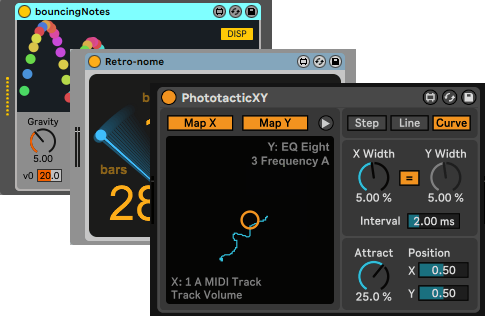 bouncingNotes
DISP
Gravity
5.00
v0 20.0
Retro-nome
bars
28
PhototacticXY
Map X Map Y
Step Line Curve
Y: EQ Eight
3 Frequency A
X: 1 A MIDI Track
Track Volume
X Width = Y Width
5.00 % 5.00 %
Interval 2.00 ms
Attract Position
X 0.50
25.0 % Y 0.50